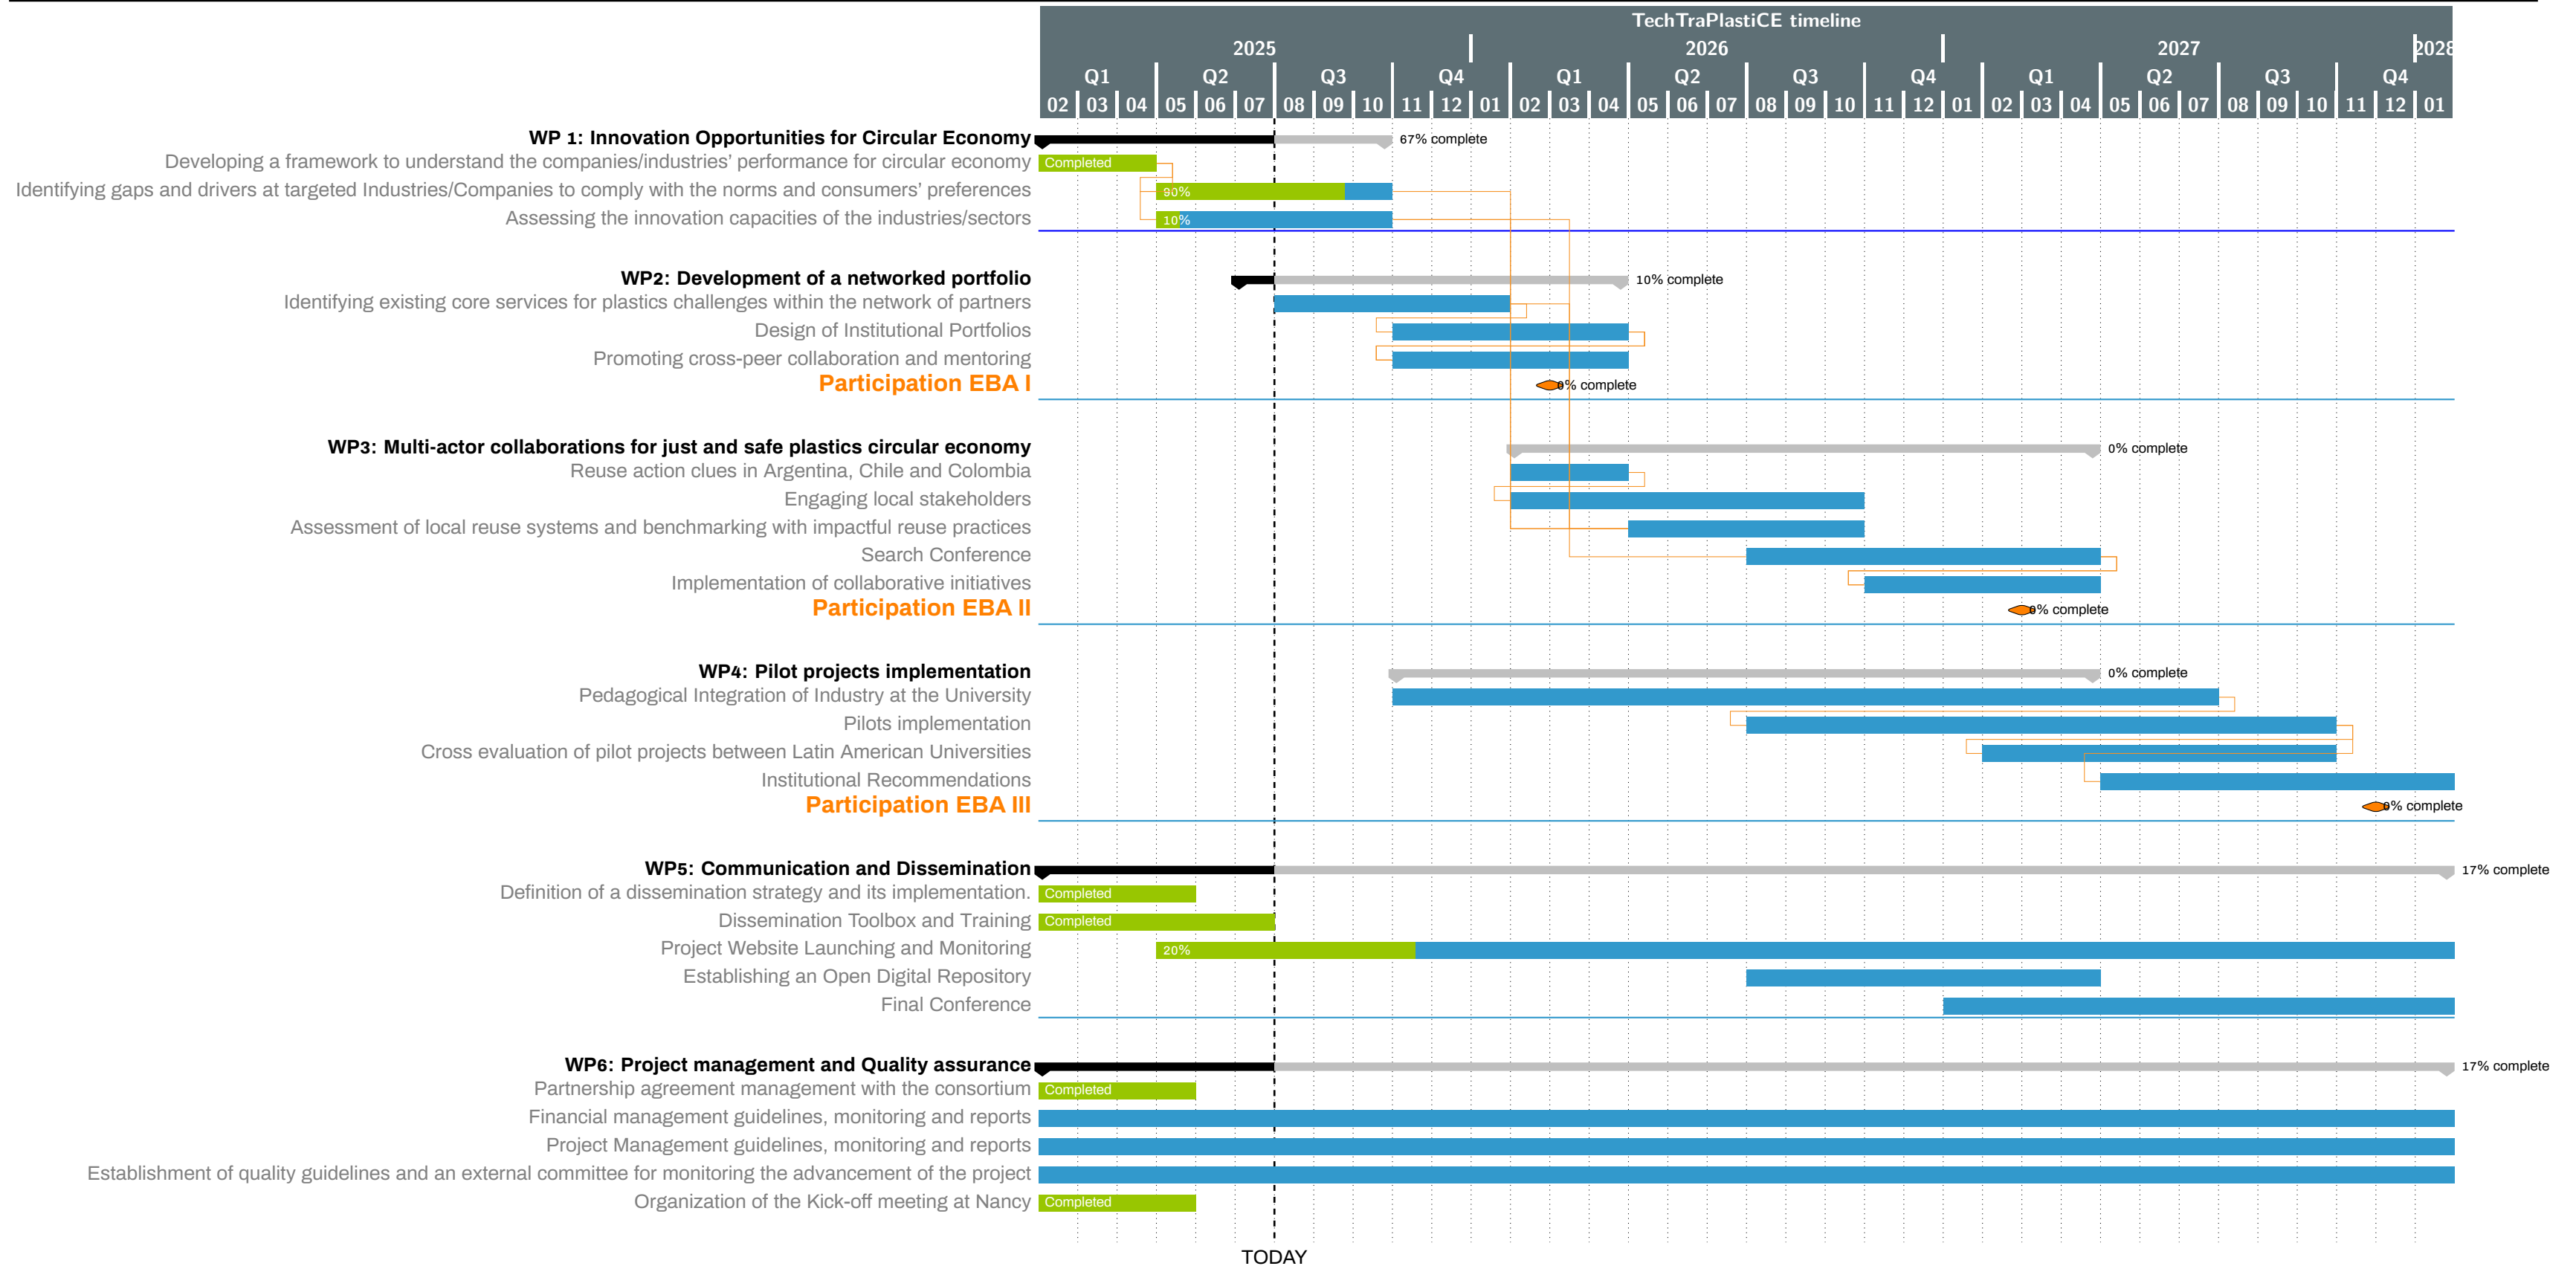 TechTraPlastiCE timeline
2025 2026 2027 2028
Q1 Q2 Q3 Q4 Q1 Q2 Q3 Q4 Q1 Q2 Q3 Q4
02 03 04 05 06 07 08 09 10 11 12 01 02 03 04 05 06 07 08 09 10 11 12 01 02 03 04 05 06 07 08 09 10 11 12 01
WP 1: Innovation Opportunities for Circular Economy 67% complete
Developing a framework to understand the companies/industries’ performance for circular economy Completed
Identifying gaps and drivers at targeted Industries/Companies to comply with the norms and consumers’ preferences 80%
Assessing the innovation capacities of the industries/sectors 10%
WP2: Development of a networked portfolio 10% complete
Identifying existing core services for plastics challenges within the network of partners
Design of Institutional Portfolios
Promoting cross-peer collaboration and mentoring
Participation EBA I 0% complete
WP3: Multi-actor collaborations for just and safe plastics circular economy 0% complete
Reuse action clues in Argentina, Chile and Colombia
Engaging local stakeholders
Assessment of local reuse systems and benchmarking with impactful reuse practices
Search Conference
Implementation of collaborative initiatives
Participation EBA II 0% complete
WP4: Pilot projects implementation 0% complete
Pedagogical Integration of Industry at the University
Pilots implementation
Cross evaluation of pilot projects between Latin American Universities
Institutional Recommendations
Participation EBA III 0% complete
WP5: Communication and Dissemination 17% complete
Definition of a dissemination strategy and its implementation. Completed
Dissemination Toolbox and Training Completed
Project Website Launching and Monitoring 20%
Establishing an Open Digital Repository
Final Conference
WP6: Project management and Quality assurance 17% complete
Partnership agreement management with the consortium Completed
Financial management guidelines, monitoring and reports
Project Management guidelines, monitoring and reports
Establishment of quality guidelines and an external committee for monitoring the advancement of the project
Organization of the Kick-off meeting at Nancy Completed
TODAY